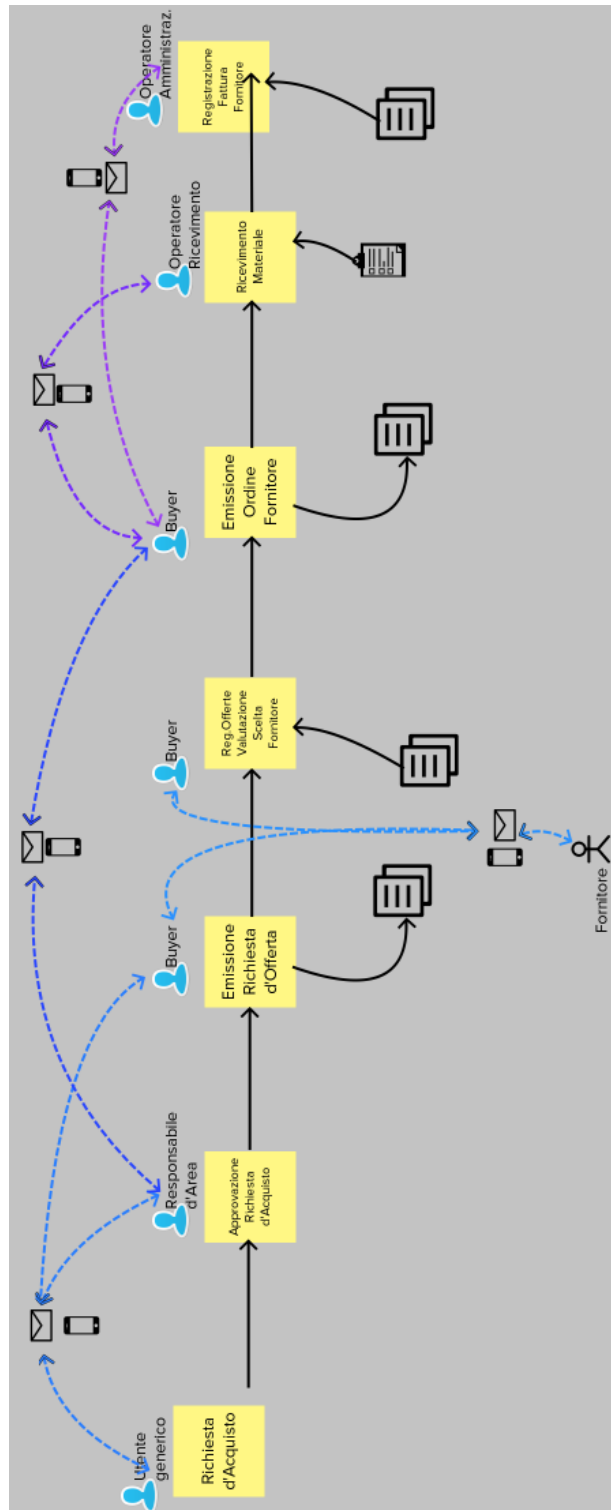 Utente
generico
Richiesta
d'Acquisto
Responsabile
d'Area
Approvazione
Richiesta
d'Acquisto
Buyer
Emissione
Richiesta
d'Offerta
Buyer
Reg.Offerte
Valutazione
Scelta
Fornitore
Buyer
Emissione
Ordine
Fornitore
Operatore
Ricevimento
Ricevimento
Materiale
Operatore
Amministraz.
Registrazione
Fattura
Fornitore
Fornitore